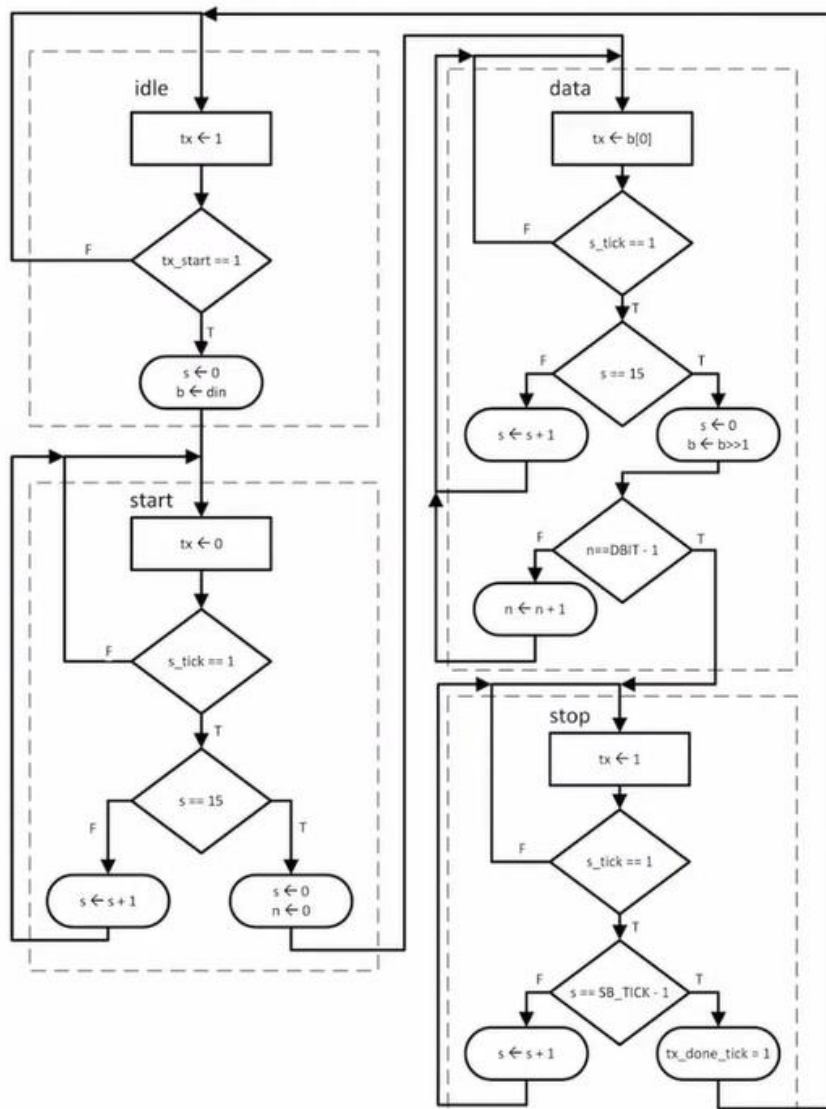 idle
tx ← 1
tx_start == 1
F
T
s ← 0
b ← din
start
tx ← 0
s_tick == 1
F
T
s == 15
F
T
s ← s + 1
s ← 0
n ← 0
data
tx ← b[0]
s_tick == 1
F
T
s == 15
F
T
s ← s + 1
s ← 0
b ← b>>1
n==DBIT - 1
F
T
n ← n + 1
stop
tx ← 1
s_tick == 1
F
T
s == SB_TICK - 1
F
T
s ← s + 1
tx_done_tick = 1